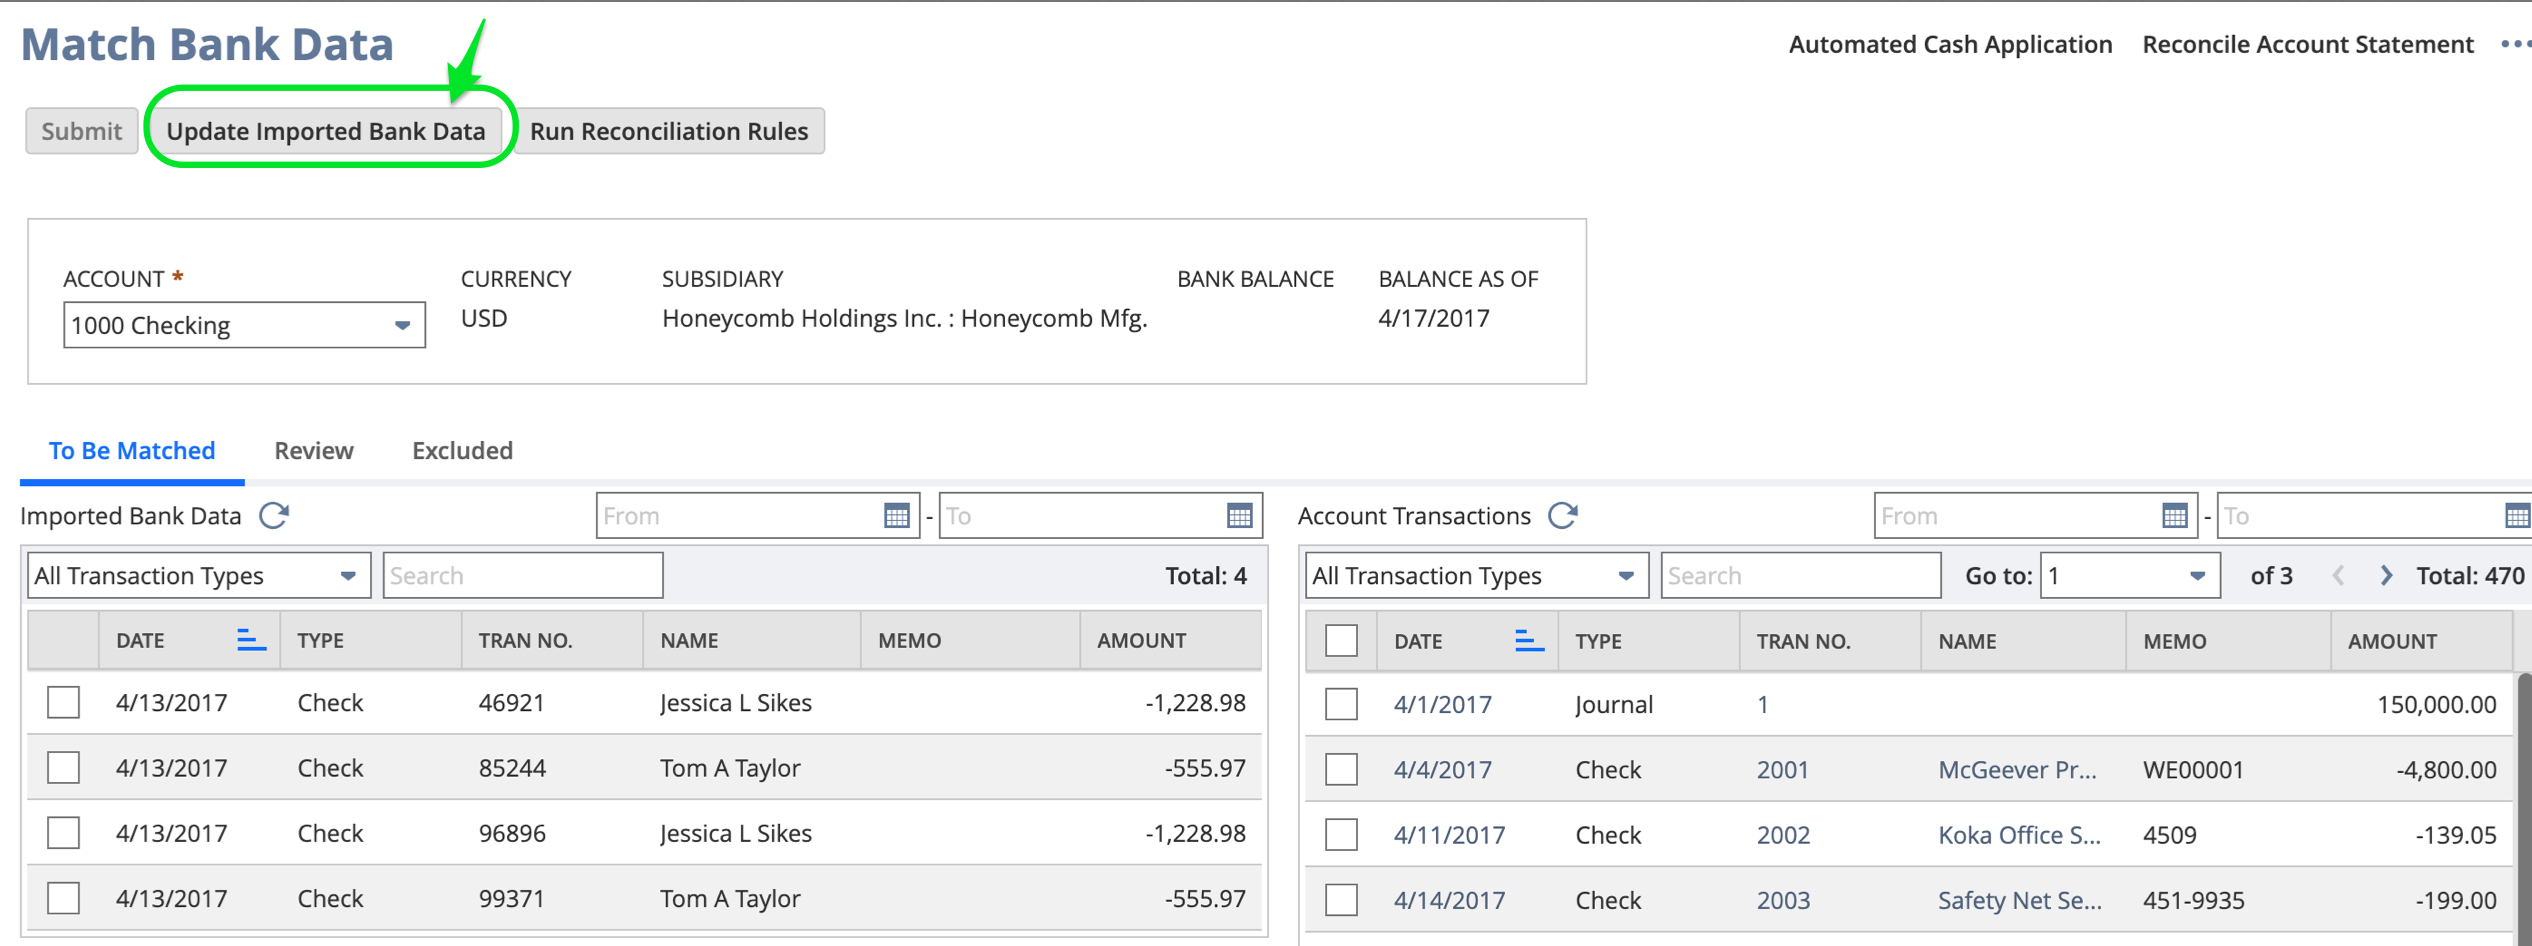 Match Bank Data
Automated Cash Application Reconcile Account Statement
Submit Update Imported Bank Data Run Reconciliation Rules
ACCOUNT * CURRENCY SUBSIDIARY BANK BALANCE BALANCE AS OF
1000 Checking USD Honeycomb Holdings Inc. : Honeycomb Mfg. 4/17/2017
To Be Matched Review Excluded
Imported Bank Data From - To
All Transaction Types Search Total: 4
DATE TYPE TRAN NO. NAME MEMO AMOUNT
4/13/2017 Check 46921 Jessica L Sikes -1,228.98
4/13/2017 Check 85244 Tom A Taylor -555.97
4/13/2017 Check 96896 Jessica L Sikes -1,228.98
4/13/2017 Check 99371 Tom A Taylor -555.97
Account Transactions From - To
All Transaction Types Search Go to: 1 of 3 Total: 470
DATE TYPE TRAN NO. NAME MEMO AMOUNT
4/1/2017 Journal 1 150,000.00
4/4/2017 Check 2001 McGeever Pr... WE00001 -4,800.00
4/11/2017 Check 2002 Koka Office S... 4509 -139.05
4/14/2017 Check 2003 Safety Net Se... 451-9935 -199.00